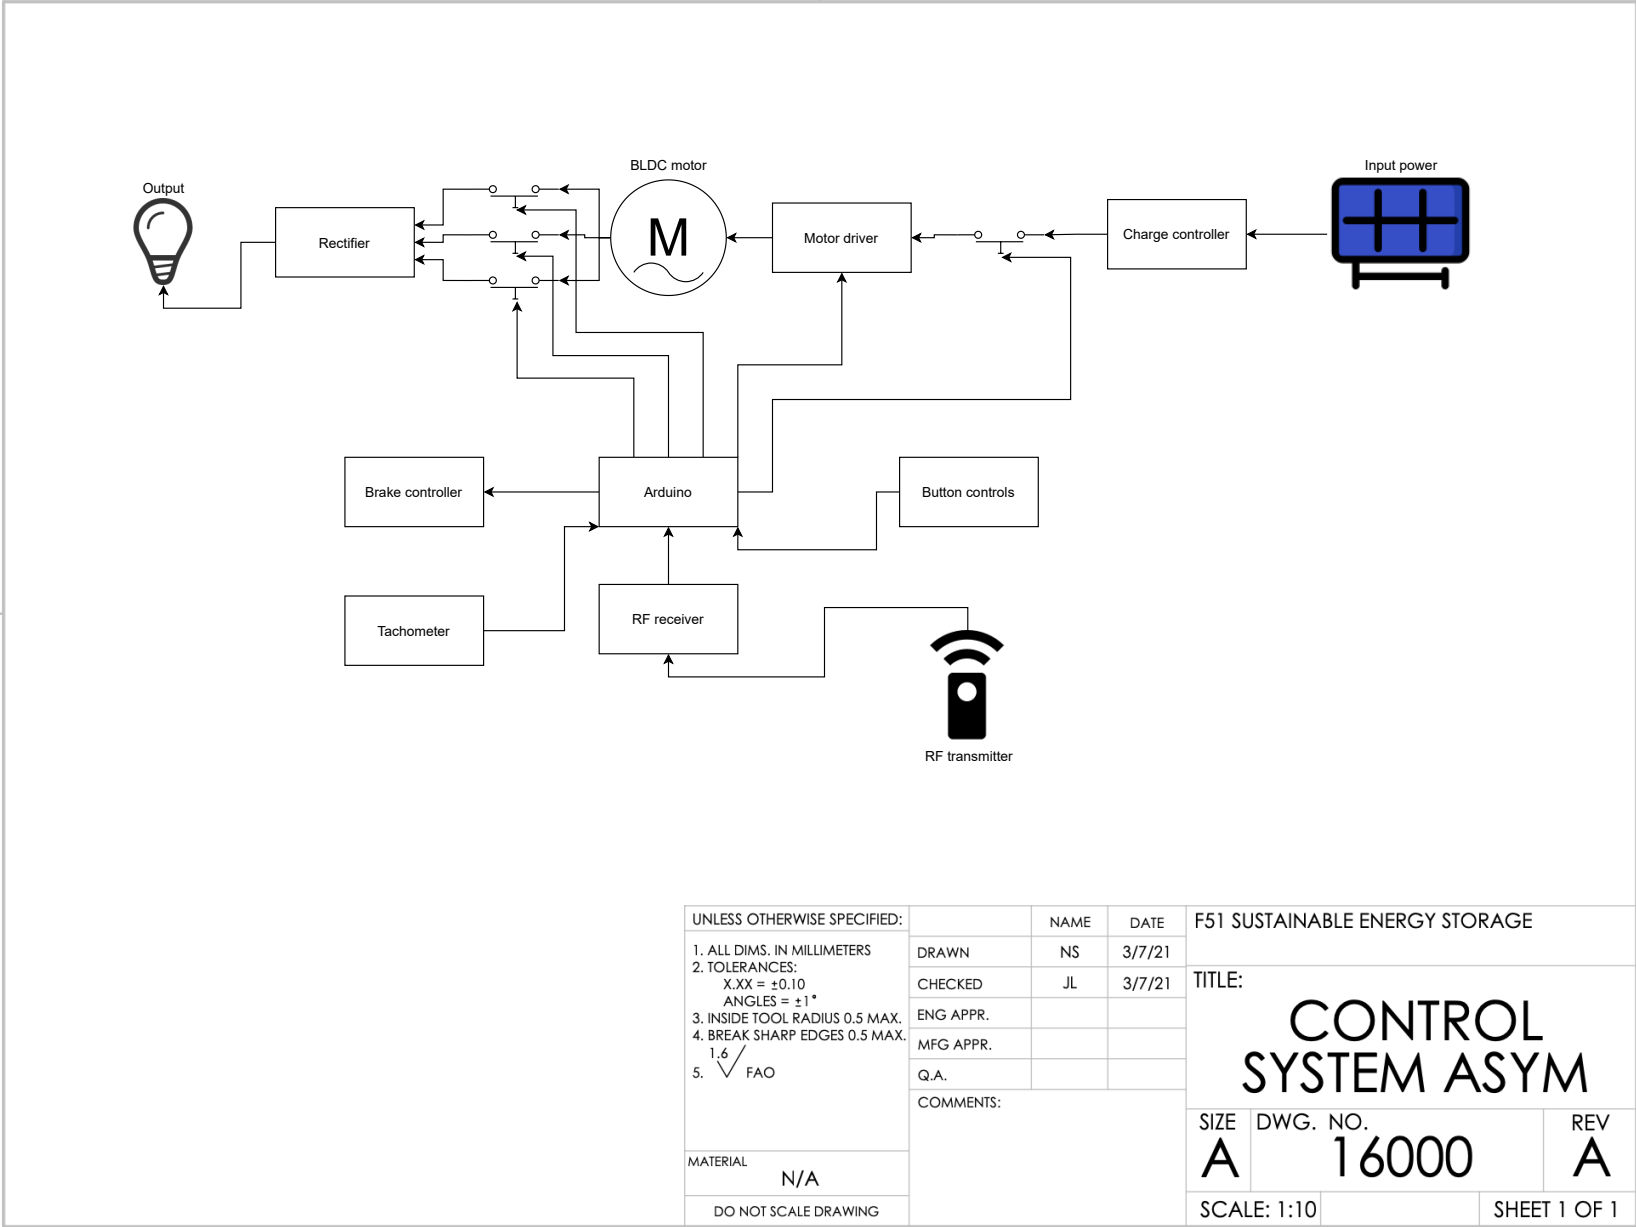 BLDC motor
Input power
Output
M
Rectifier
Motor driver
Charge controller
Brake controller
Arduino
Button controls
Tachometer
RF receiver
RF transmitter
UNLESS OTHERWISE SPECIFIED:
1. ALL DIMS. IN MILLIMETERS
2. TOLERANCES:
X.XX = ±0.10
ANGLES = ±1°
3. INSIDE TOOL RADIUS 0.5 MAX.
4. BREAK SHARP EDGES 0.5 MAX.
1.6
5. FAO
MATERIAL
N/A
DO NOT SCALE DRAWING
NAME DATE
DRAWN NS 3/7/21
CHECKED JL 3/7/21
ENG APPR.
MFG APPR.
Q.A.
COMMENTS:
F51 SUSTAINABLE ENERGY STORAGE
TITLE:
CONTROL
SYSTEM ASYM
SIZE DWG. NO. REV
A 16000 A
SCALE: 1:10 SHEET 1 OF 1